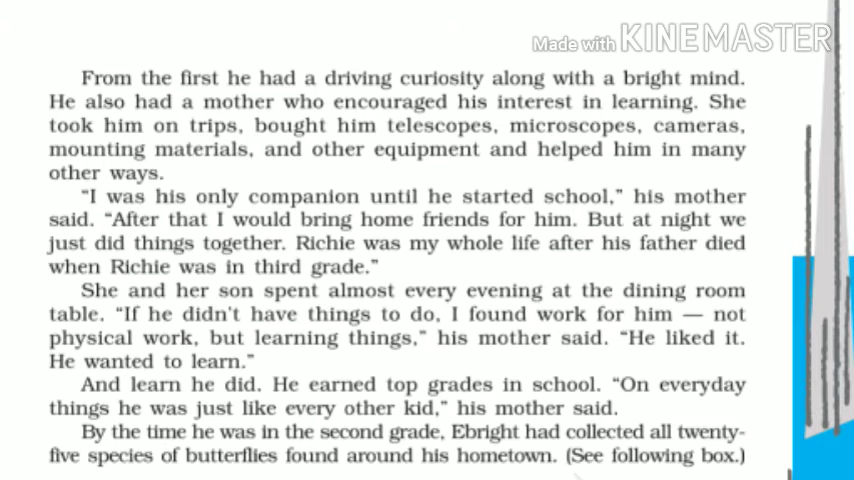 Made with KINEMASTER
From the first he had a driving curiosity along with a bright mind.
He also had a mother who encouraged his interest in learning. She
took him on trips, bought him telescopes, microscopes, cameras,
mounting materials, and other equipment and helped him in many
other ways.
“I was his only companion until he started school,” his mother
said. “After that I would bring home friends for him. But at night we
just did things together. Richie was my whole life after his father died
when Richie was in third grade.”
She and her son spent almost every evening at the dining room
table. “If he didn't have things to do, I found work for him — not
physical work, but learning things,” his mother said. “He liked it.
He wanted to learn.”
And learn he did. He earned top grades in school. “On everyday
things he was just like every other kid,” his mother said.
By the time he was in the second grade, Ebright had collected all twenty-
five species of butterflies found around his hometown. (See following box.)